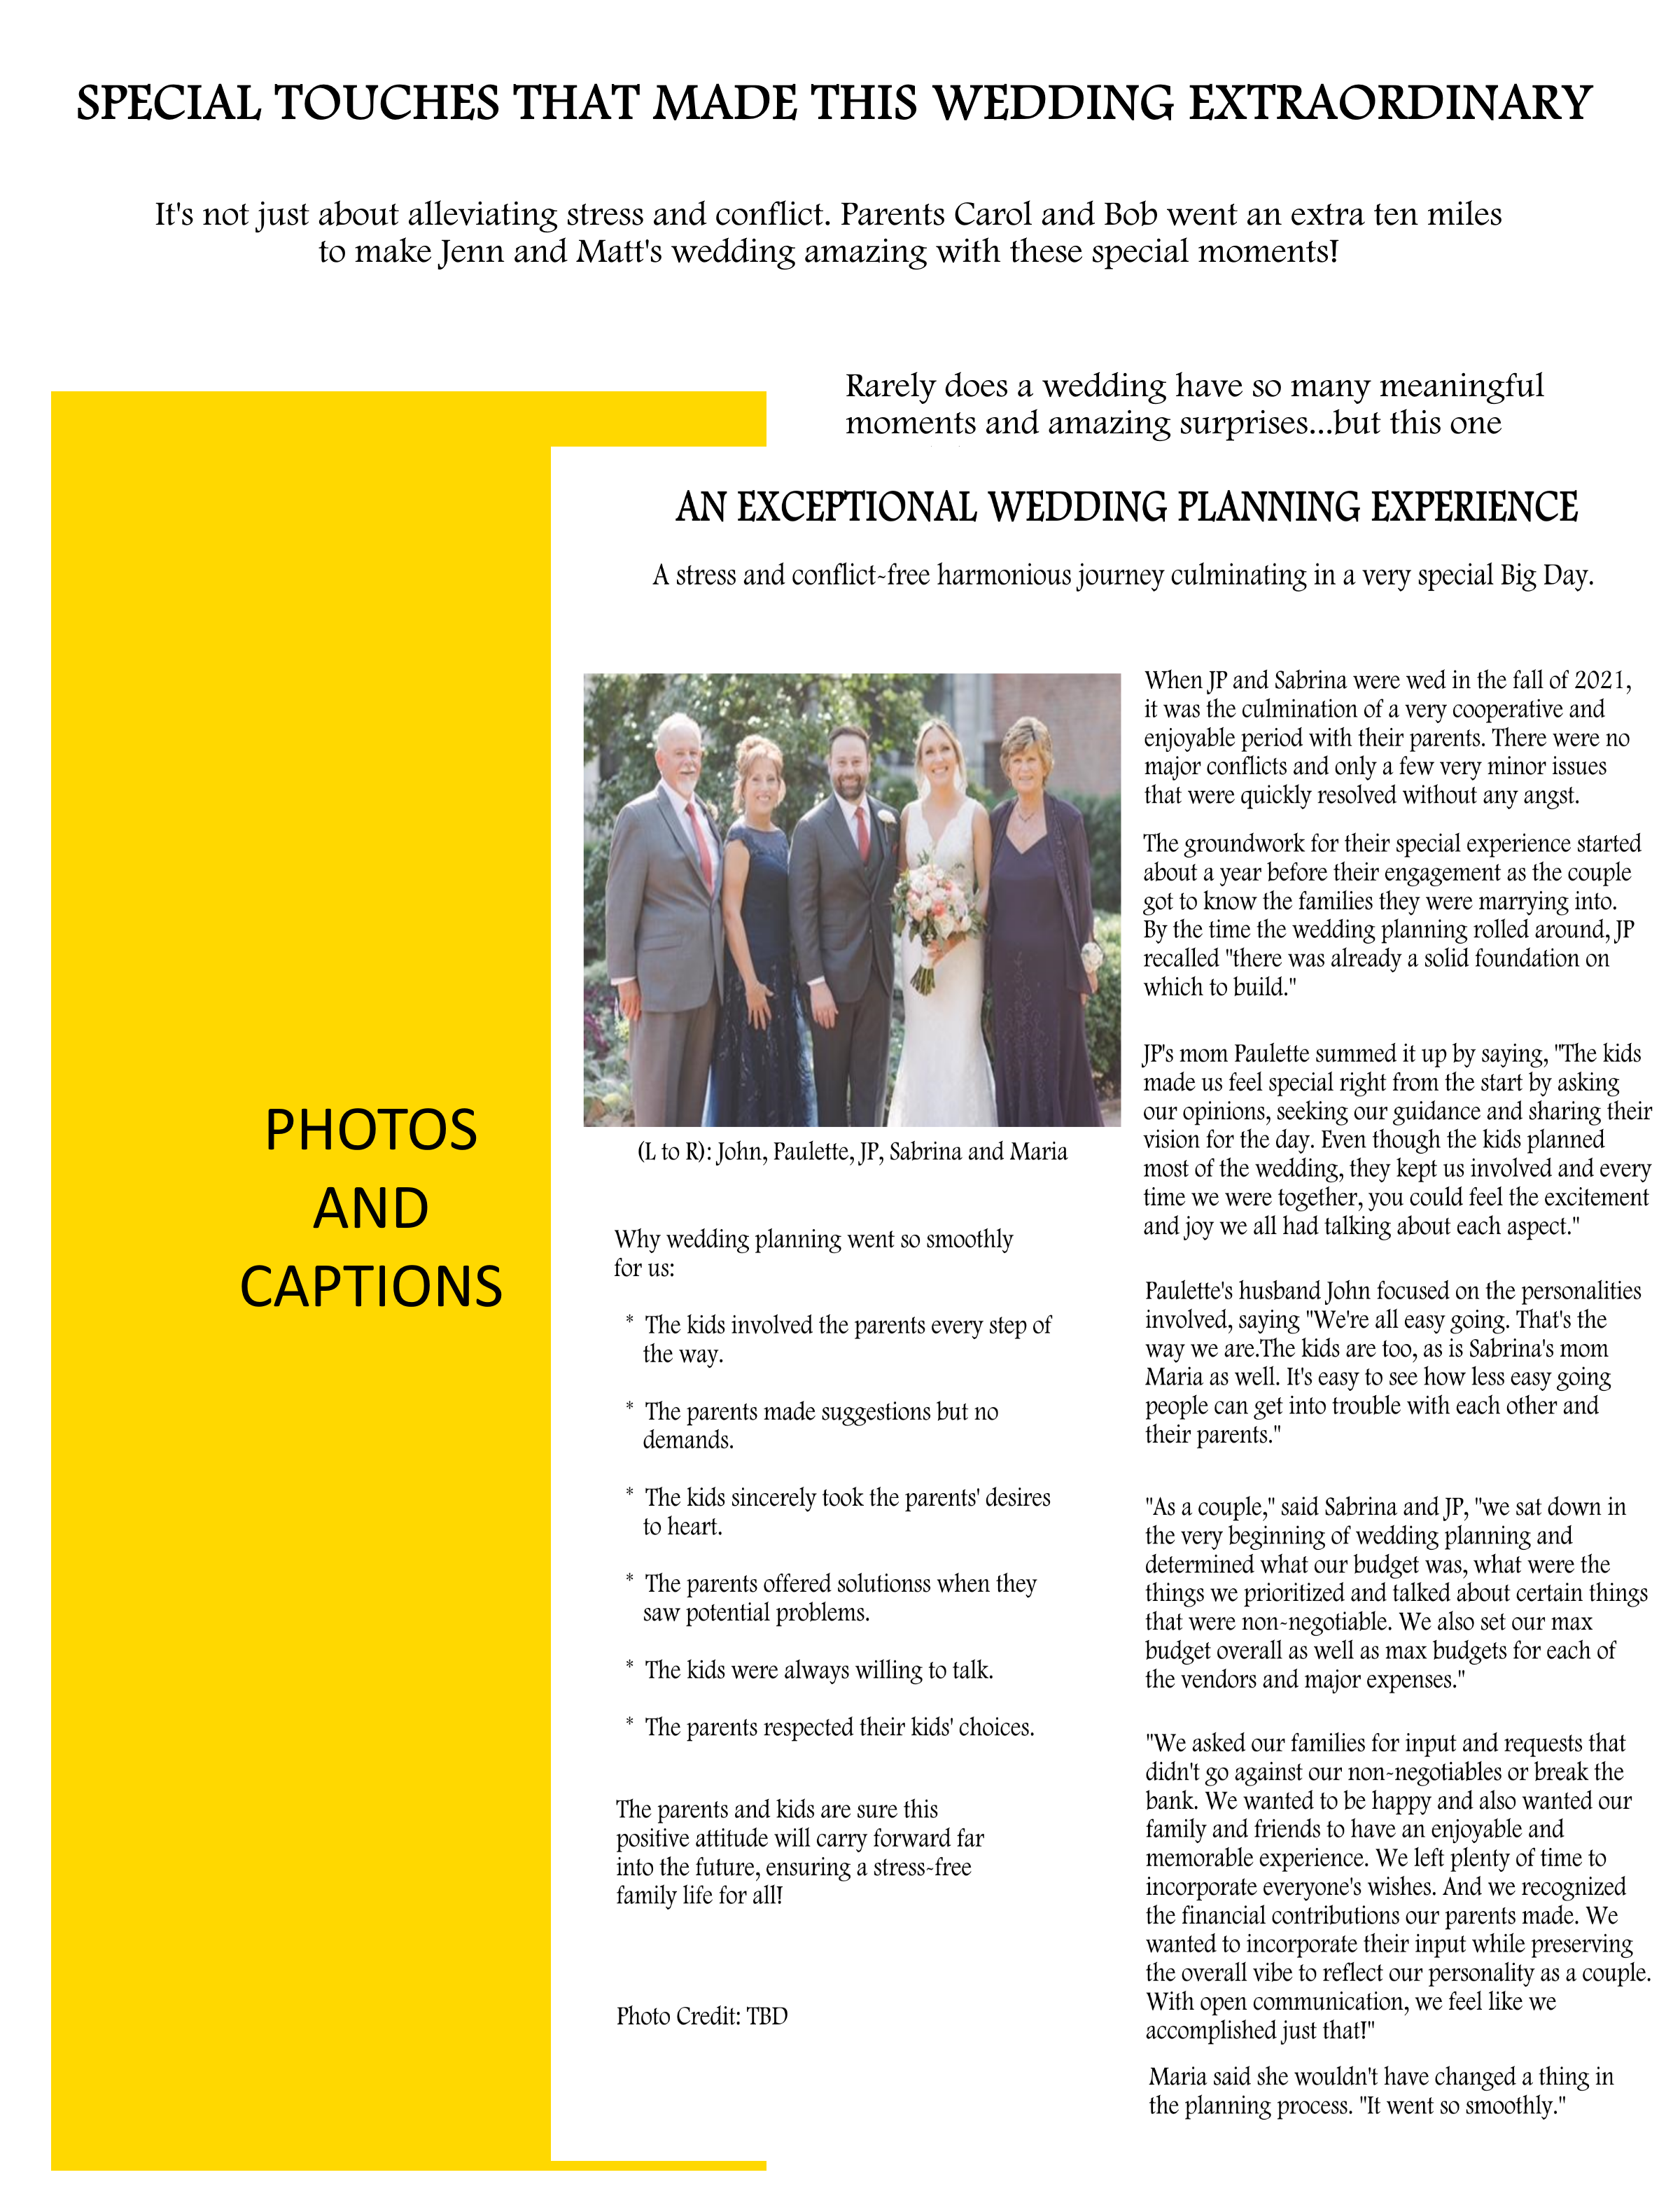 SPECIAL TOUCHES THAT MADE THIS WEDDING EXTRAORDINARY
It's not just about alleviating stress and conflict. Parents Carol and Bob went an extra ten miles
to make Jenn and Matt's wedding amazing with these special moments!
Rarely does a wedding have so many meaningful
moments and amazing surprises...but this one
PHOTOS
AND
CAPTIONS
AN EXCEPTIONAL WEDDING PLANNING EXPERIENCE
A stress and conflict-free harmonious journey culminating in a very special Big Day.
(L to R): John, Paulette, JP, Sabrina and Maria
Why wedding planning went so smoothly
for us:
* The kids involved the parents every step of
the way.
* The parents made suggestions but no
demands.
* The kids sincerely took the parents' desires
to heart.
* The parents offered solutionss when they
saw potential problems.
* The kids were always willing to talk.
* The parents respected their kids' choices.
The parents and kids are sure this
positive attitude will carry forward far
into the future, ensuring a stress-free
family life for all!
Photo Credit: TBD
When JP and Sabrina were wed in the fall of 2021,
it was the culmination of a very cooperative and
enjoyable period with their parents. There were no
major conflicts and only a few very minor issues
that were quickly resolved without any angst.
The groundwork for their special experience started
about a year before their engagement as the couple
got to know the families they were marrying into.
By the time the wedding planning rolled around, JP
recalled "there was already a solid foundation on
which to build."
JP's mom Paulette summed it up by saying, "The kids
made us feel special right from the start by asking
our opinions, seeking our guidance and sharing their
vision for the day. Even though the kids planned
most of the wedding, they kept us involved and every
time we were together, you could feel the excitement
and joy we all had talking about each aspect."
Paulette's husband John focused on the personalities
involved, saying "We're all easy going. That's the
way we are.The kids are too, as is Sabrina's mom
Maria as well. It's easy to see how less easy going
people can get into trouble with each other and
their parents."
"As a couple," said Sabrina and JP, "we sat down in
the very beginning of wedding planning and
determined what our budget was, what were the
things we prioritized and talked about certain things
that were non-negotiable. We also set our max
budget overall as well as max budgets for each of
the vendors and major expenses."
"We asked our families for input and requests that
didn't go against our non-negotiables or break the
bank. We wanted to be happy and also wanted our
family and friends to have an enjoyable and
memorable experience. We left plenty of time to
incorporate everyone's wishes. And we recognized
the financial contributions our parents made. We
wanted to incorporate their input while preserving
the overall vibe to reflect our personality as a couple.
With open communication, we feel like we
accomplished just that!"
Maria said she wouldn't have changed a thing in
the planning process. "It went so smoothly."